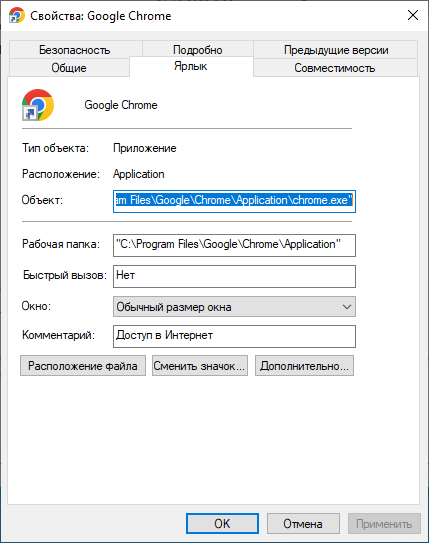 Свойства: Google Chrome
Безопасность Подробно Предыдущие версии
Общие Ярлык Совместимость
Google Chrome
Тип объекта: Приложение
Расположение: Application
Объект: am Files\Google\Chrome\Application\chrome.exe"
Рабочая папка: "C:\Program Files\Google\Chrome\Application"
Быстрый вызов: Нет
Окно: Обычный размер окна
Комментарий: Доступ в Интернет
Расположение файла Сменить значок... Дополнительно...
OK Отмена Применить